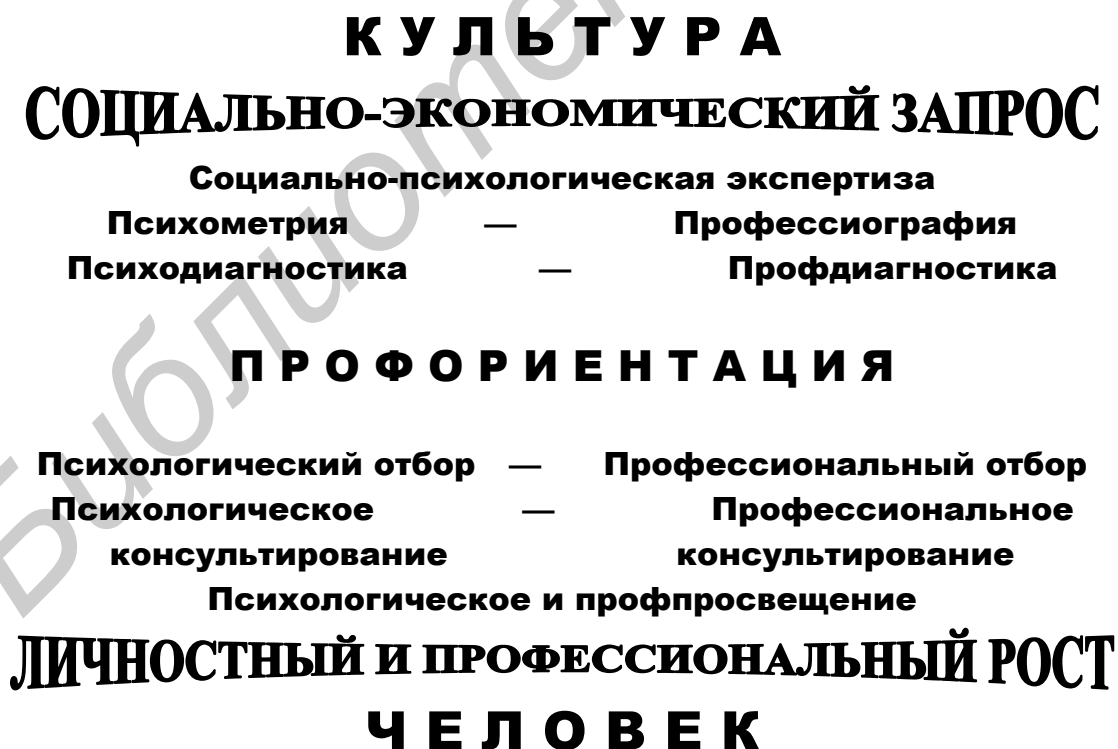 КУЛЬТУРА
СОЦИАЛЬНО-ЭКОНОМИЧЕСКИЙ ЗАПРОС
Социально-психологическая экспертиза
Психометрия — Профессиография
Психодиагностика — Профдиагностика
ПРОФОРИЕНТАЦИЯ
Психологический отбор — Профессиональный отбор
Психологическое — Профессиональное
консультирование консультирование
Психологическое и профпросвещение
ЛИЧНОСТНЫЙ И ПРОФЕССИОНАЛЬНЫЙ РОСТ
ЧЕЛОВЕК